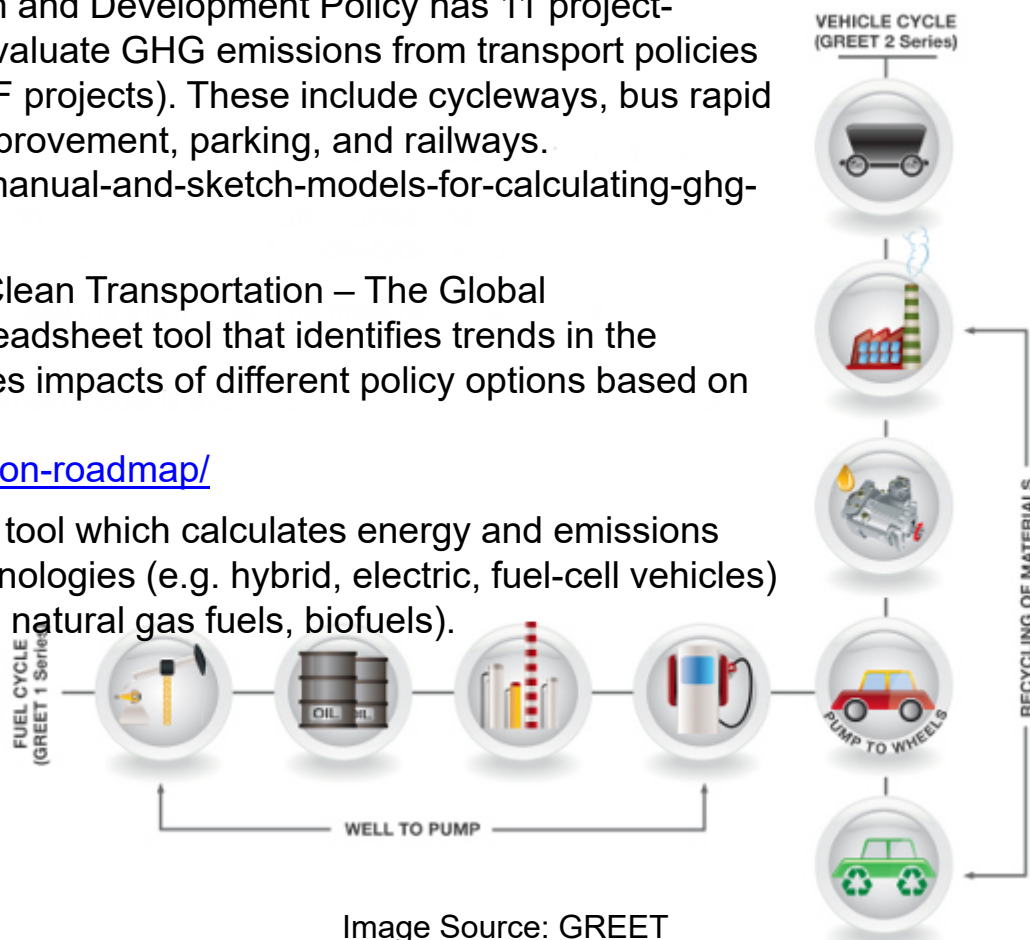 n and Development Policy has 11 project-
valuate GHG emissions from transport policies
F projects). These include cycleways, bus rapid
provement, parking, and railways.
manual-and-sketch-models-for-calculating-ghg-
Clean Transportation – The Global
eadsheet tool that identifies trends in the
es impacts of different policy options based on
on-roadmap/
tool which calculates energy and emissions
nologies (e.g. hybrid, electric, fuel-cell vehicles)
natural gas fuels, biofuels).
VEHICLE CYCLE
(GREET 2 Series)
RECYCLING OF MATERIALS
FUEL CYCLE
(GREET 1 Series
OIL
OIL
PUMP TO WHEELS
WELL TO PUMP
Image Source: GREET